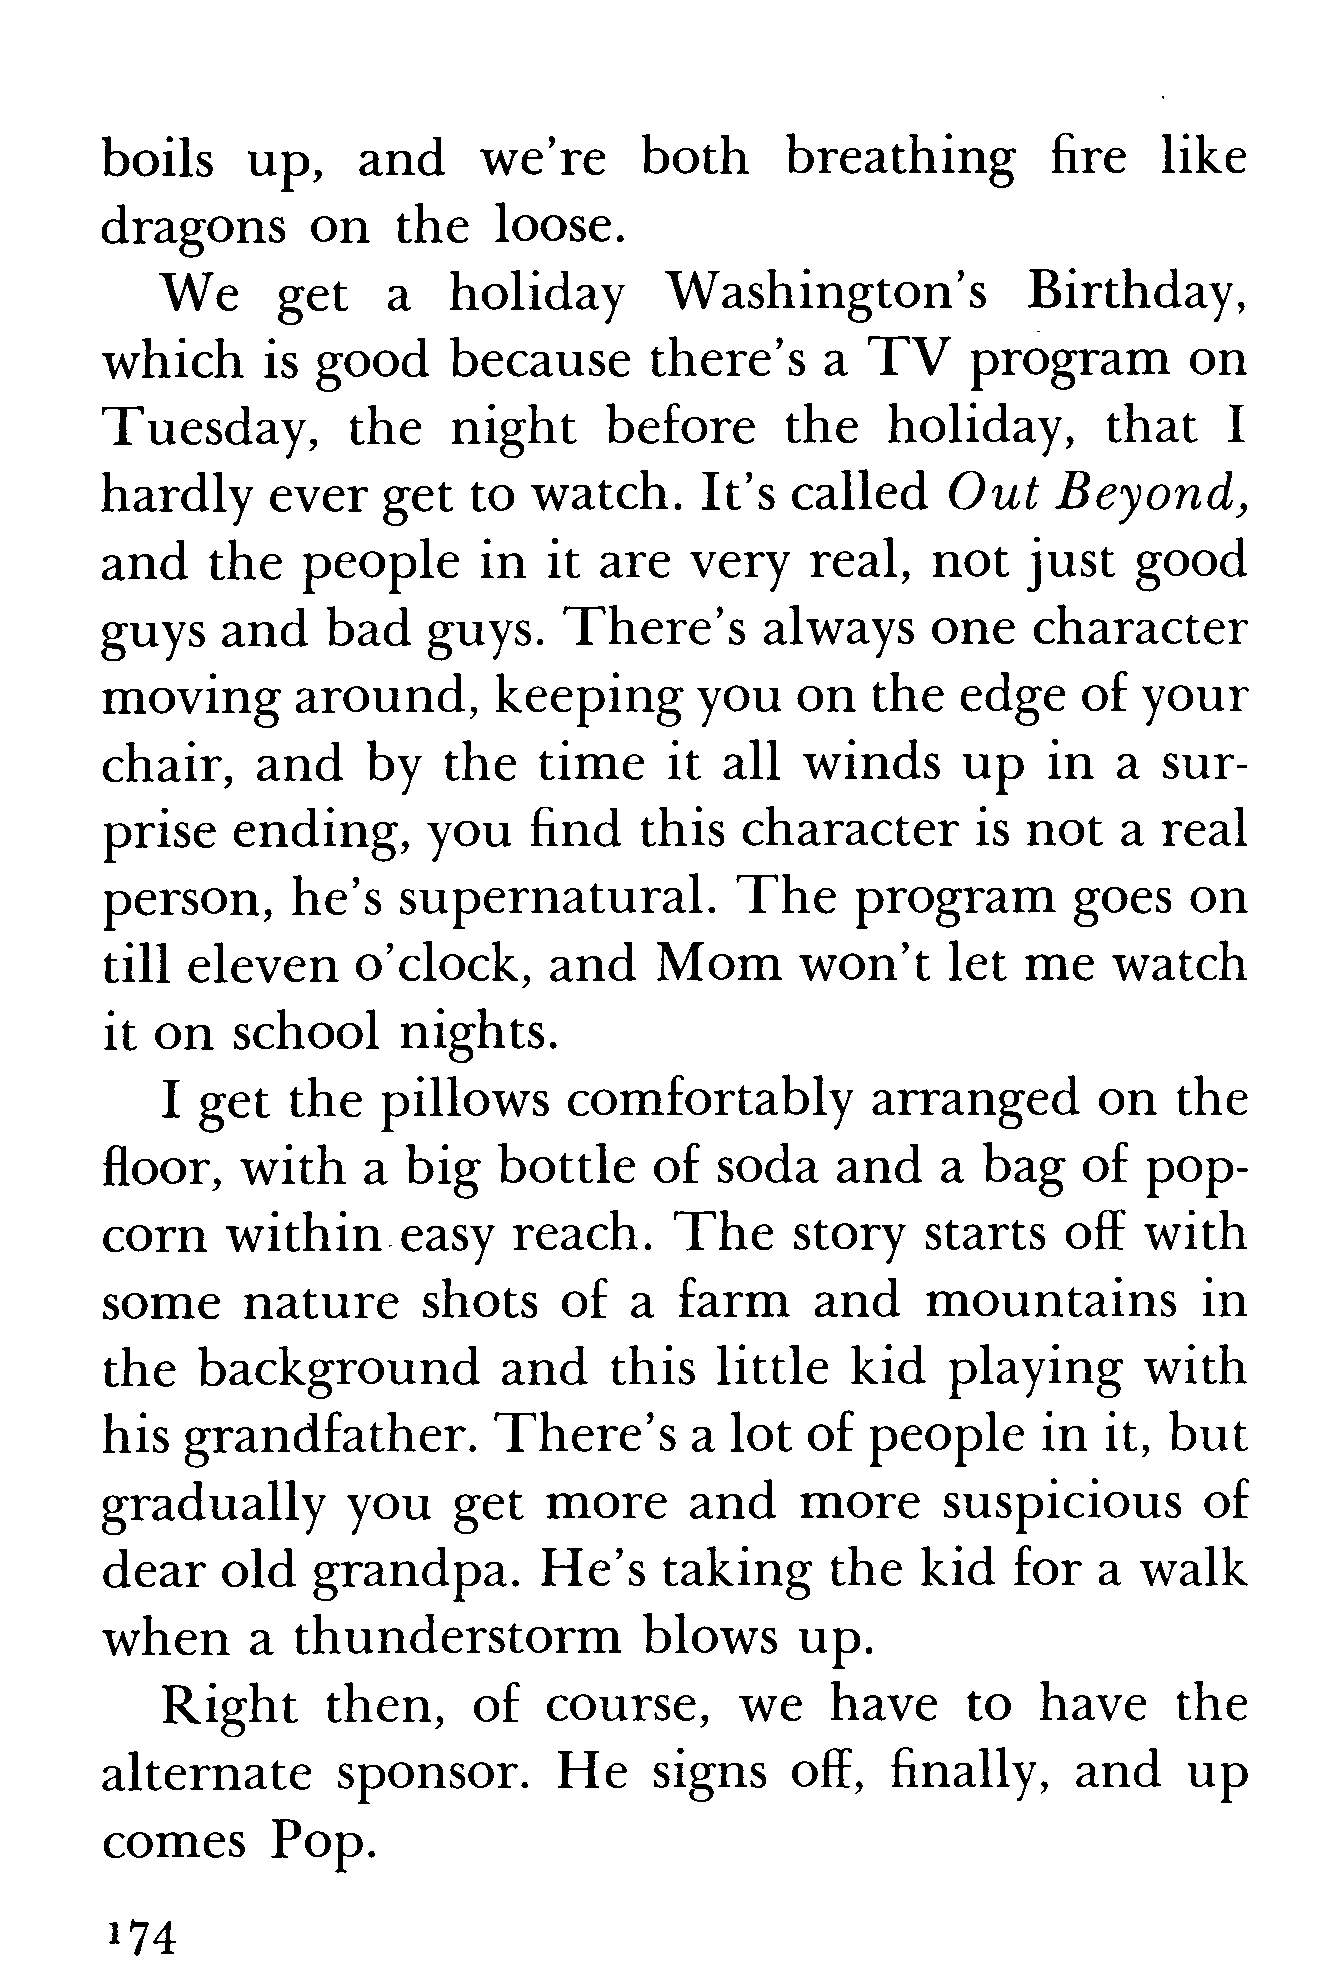 boils up, and we’re both breathing fire like
dragons on the loose.
We get a holiday Washington’s Birthday,
which is good because there’s a TV program on
Tuesday, the night before the holiday, that I
hardly ever get to watch. It’s called Out Beyond,
and the people in it are very real, not just good
guys and bad guys. There’s always one character
moving around, keeping you on the edge of your
chair, and by the time it all winds up in a sur-
prise ending, you find this character is not a real
person, he’s supernatural. The program goes on
till eleven o’clock, and Mom won’t let me watch
it on school nights.
I get the pillows comfortably arranged on the
floor, with a big bottle of soda and a bag of pop-
corn within easy reach. The story starts off with
some nature shots of a farm and mountains in
the background and this little kid playing with
his grandfather. There’s a lot of people in it, but
gradually you get more and more suspicious of
dear old grandpa. He’s taking the kid for a walk
when a thunderstorm blows up.
Right then, of course, we have to have the
alternate sponsor. He signs off, finally, and up
comes Pop.
174